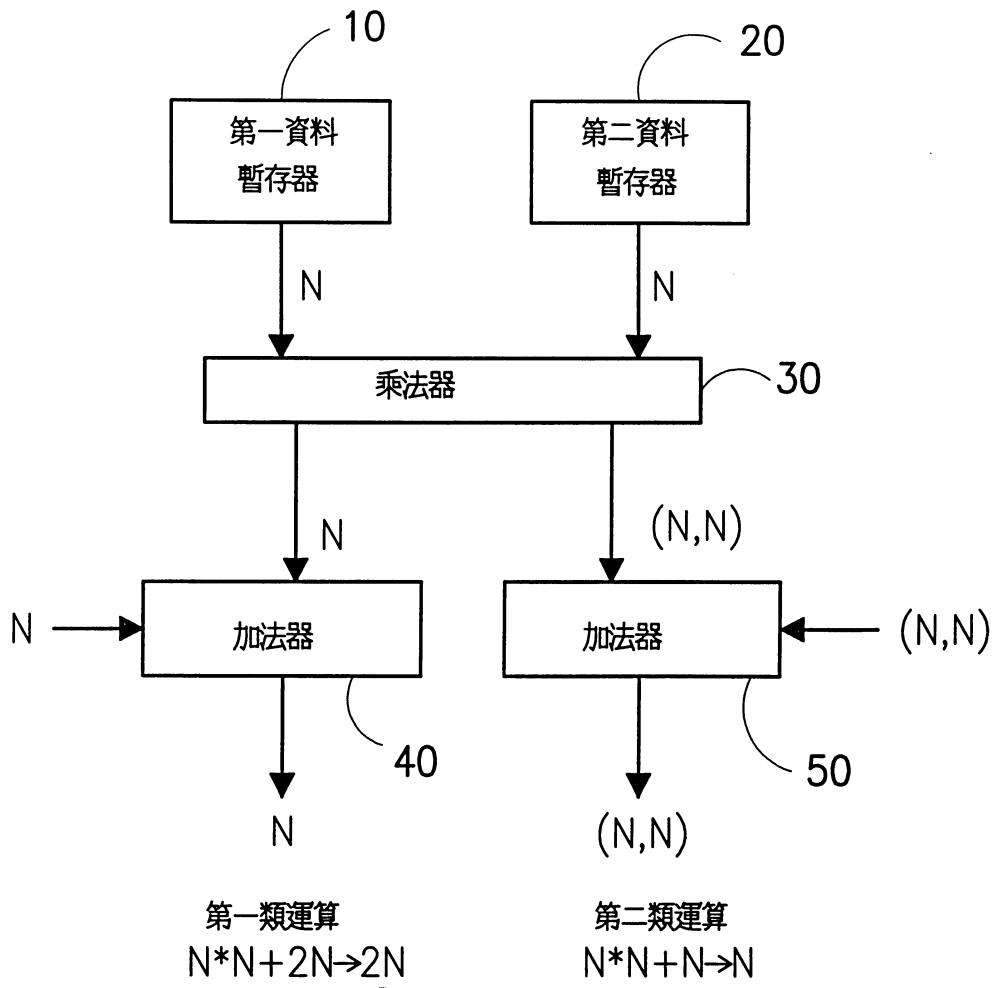 10
20
第一資料
暫存器
第二資料
暫存器
N
N
乘法器
30
N
(N,N)
N
加法器
加法器
(N,N)
40
50
N
(N,N)
第一類運算
N*N+2N→2N
第二類運算
N*N+N→N